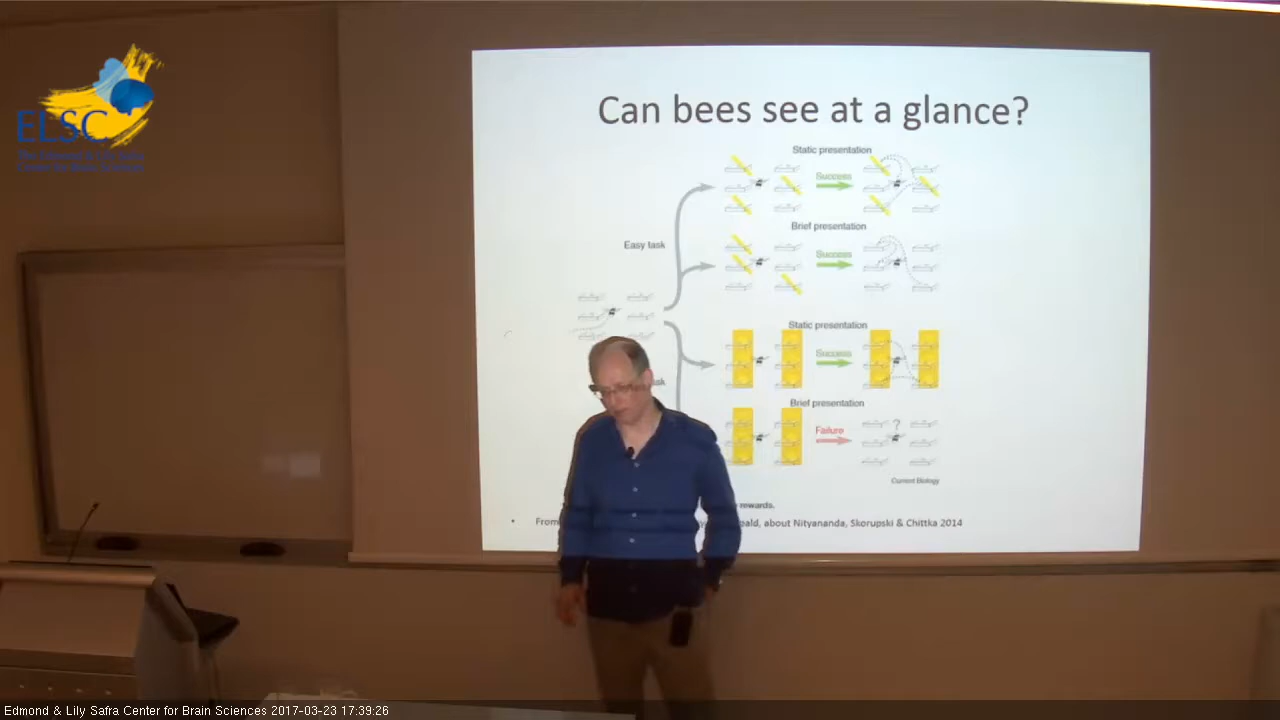 ELSC
The Edmond & Lily Safra
Center for Brain Sciences
Can bees see at a glance?
Static presentation
Success
Brief presentation
Easy task
Success
Static presentation
Success
Brief presentation
Failure
?
Current Biology
rewards.
• From
about Nityananda, Skorupski & Chittka 2014
Edmond & Lily Safra Center for Brain Sciences 2017-03-23 17:39:26